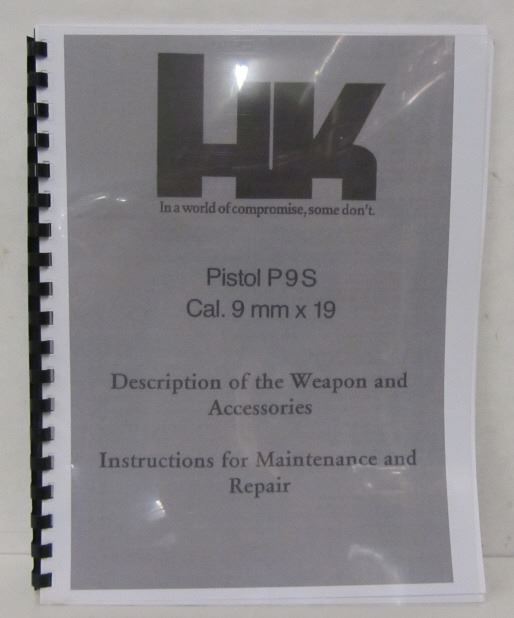 HK
In a world of compromise, some don't.
Pistol P9S
Cal. 9 mm x 19
Description of the Weapon and
Accessories
Instructions for Maintenance and
Repair